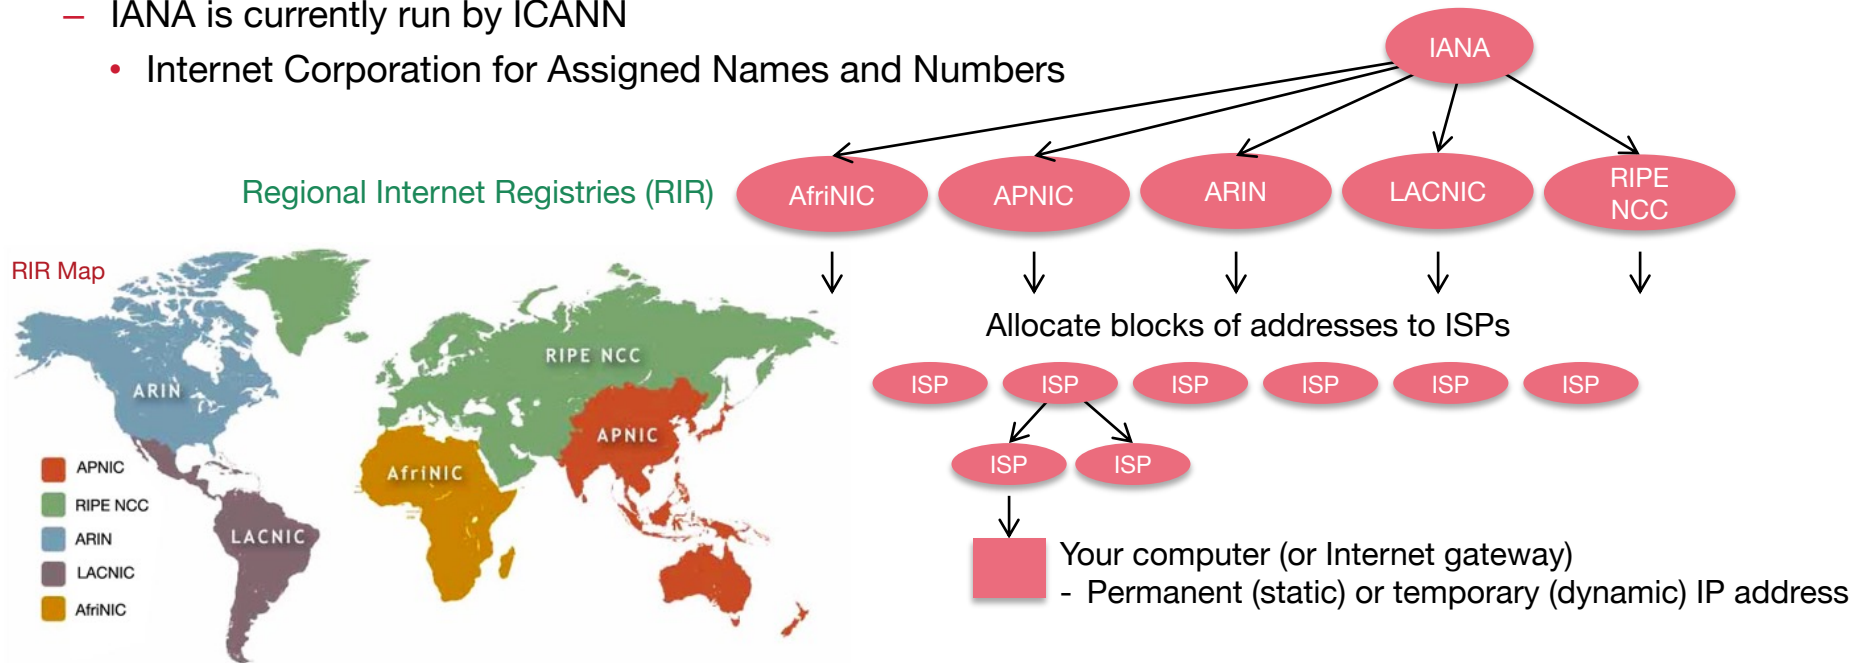 – IANA is currently run by ICANN
• Internet Corporation for Assigned Names and Numbers
IANA
Regional Internet Registries (RIR)
AfriNIC
APNIC
ARIN
LACNIC
RIPE
NCC
RIR Map
ARIN
RIPE NCC
APNIC
AfriNIC
LACNIC
APNIC
RIPE NCC
ARIN
LACNIC
AfriNIC
Allocate blocks of addresses to ISPs
ISP
ISP
ISP
ISP
ISP
ISP
ISP
ISP
Your computer (or Internet gateway)
- Permanent (static) or temporary (dynamic) IP address